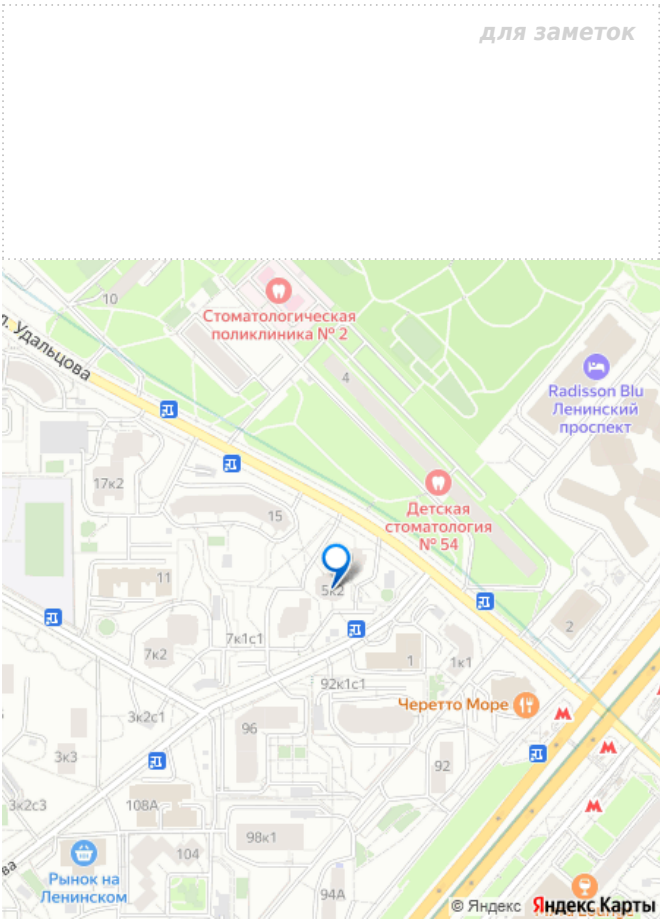 для заметок
10
Стоматологическая
поликлиника № 2
л. Удальцова
4
Radisson Blu
Ленинский
проспект
17к2
15
Детская
стоматология
№ 54
11
5к2
2
7к1с1
7к2
1
1к1
92к1с1
3к2с1
Черетто Море
96
3к3
92
3к2с3
108А
98к1
104
Рынок на
Ленинском
94А
© Яндекс Яндекс Карты